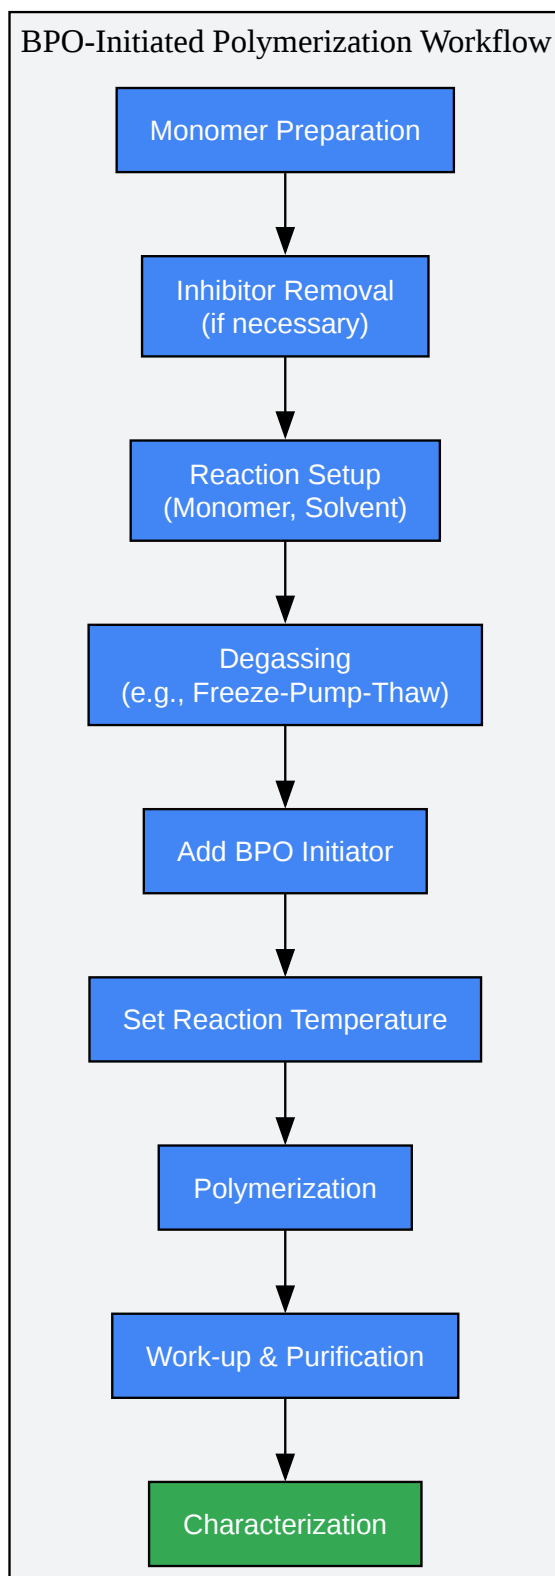 BPO-Initiated Polymerization Workflow
Monomer Preparation
Inhibitor Removal
(if necessary)
Reaction Setup
(Monomer, Solvent)
Degassing
(e.g., Freeze-Pump-Thaw)
Add BPO Initiator
Set Reaction Temperature
Polymerization
Work-up & Purification
Characterization